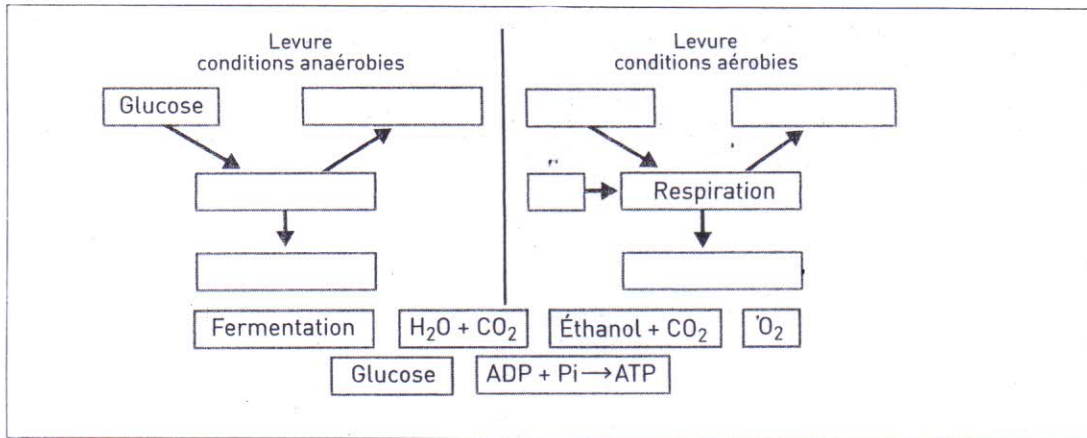 Levure
conditions anaérobies
Levure
conditions aérobies
Glucose
Respiration
Fermentation
H₂O + CO₂
Éthanol + CO₂
O₂
Glucose
ADP + Pi → ATP